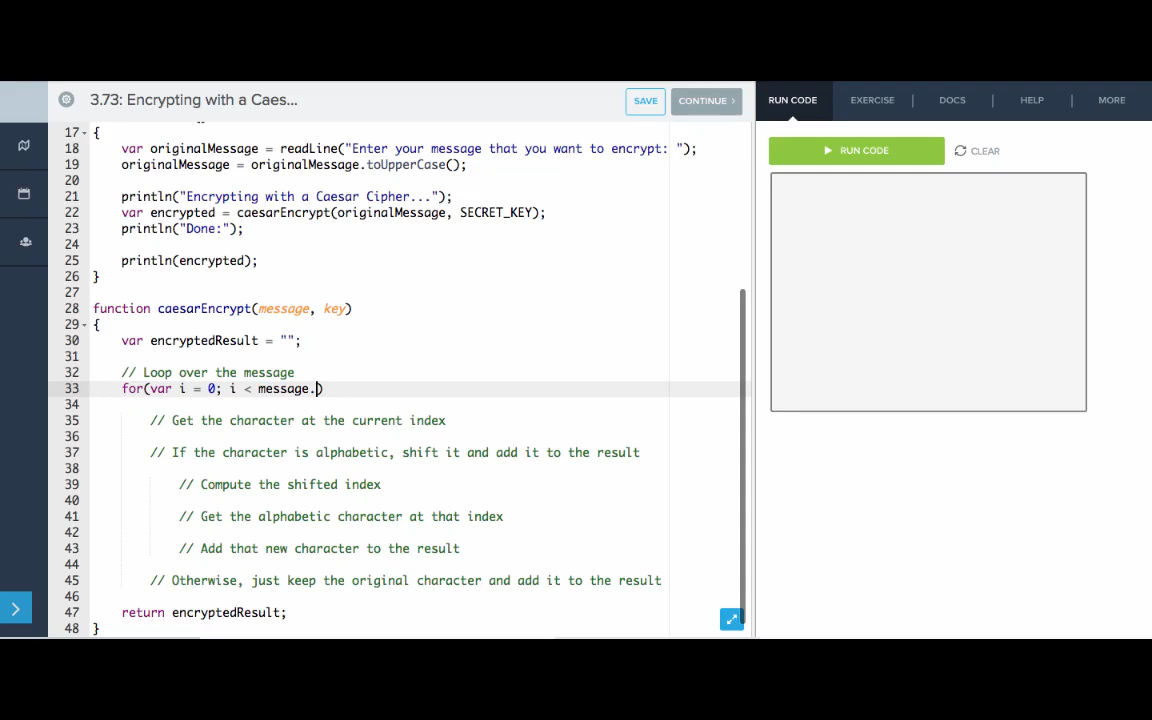 3.73: Encrypting with a Caes...
SAVE
CONTINUE ›
RUN CODE
EXERCISE
DOCS
HELP
MORE
RUN CODE
CLEAR
17 {
18 var originalMessage = readLine("Enter your message that you want to encrypt: ");
19 originalMessage = originalMessage.toUpperCase();
20
21 println("Encrypting with a Caesar Cipher...");
22 var encrypted = caesarEncrypt(originalMessage, SECRET_KEY);
23 println("Done:");
24
25 println(encrypted);
26 }
27
28 function caesarEncrypt(message, key)
29 {
30 var encryptedResult = "";
31
32 // Loop over the message
33 for(var i = 0; i < message.)
34
35 // Get the character at the current index
36
37 // If the character is alphabetic, shift it and add it to the result
38
39 // Compute the shifted index
40
41 // Get the alphabetic character at that index
42
43 // Add that new character to the result
44
45 // Otherwise, just keep the original character and add it to the result
46
47 return encryptedResult;
48 }